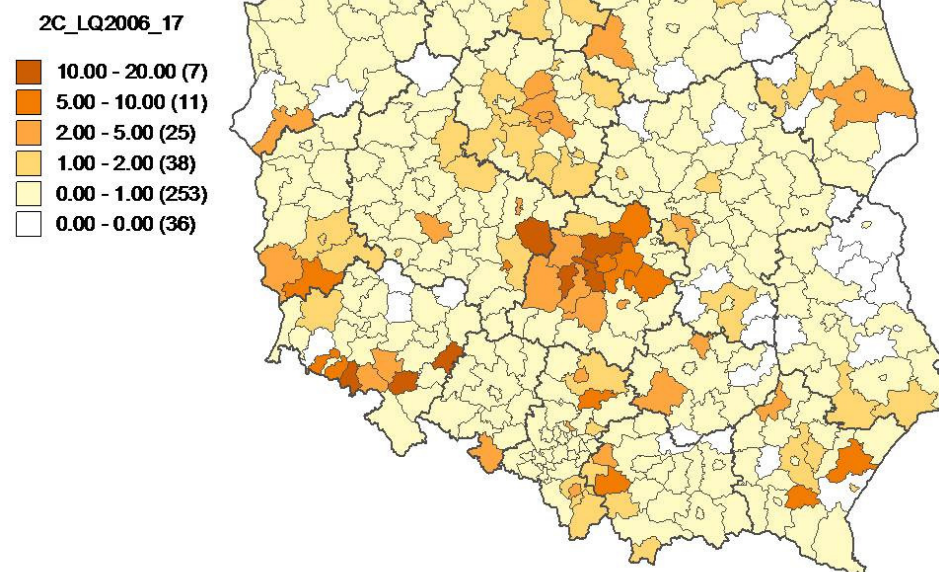 2C_LQ2006_17
10.00 - 20.00 (7)
5.00 - 10.00 (11)
2.00 - 5.00 (25)
1.00 - 2.00 (38)
0.00 - 1.00 (253)
0.00 - 0.00 (36)